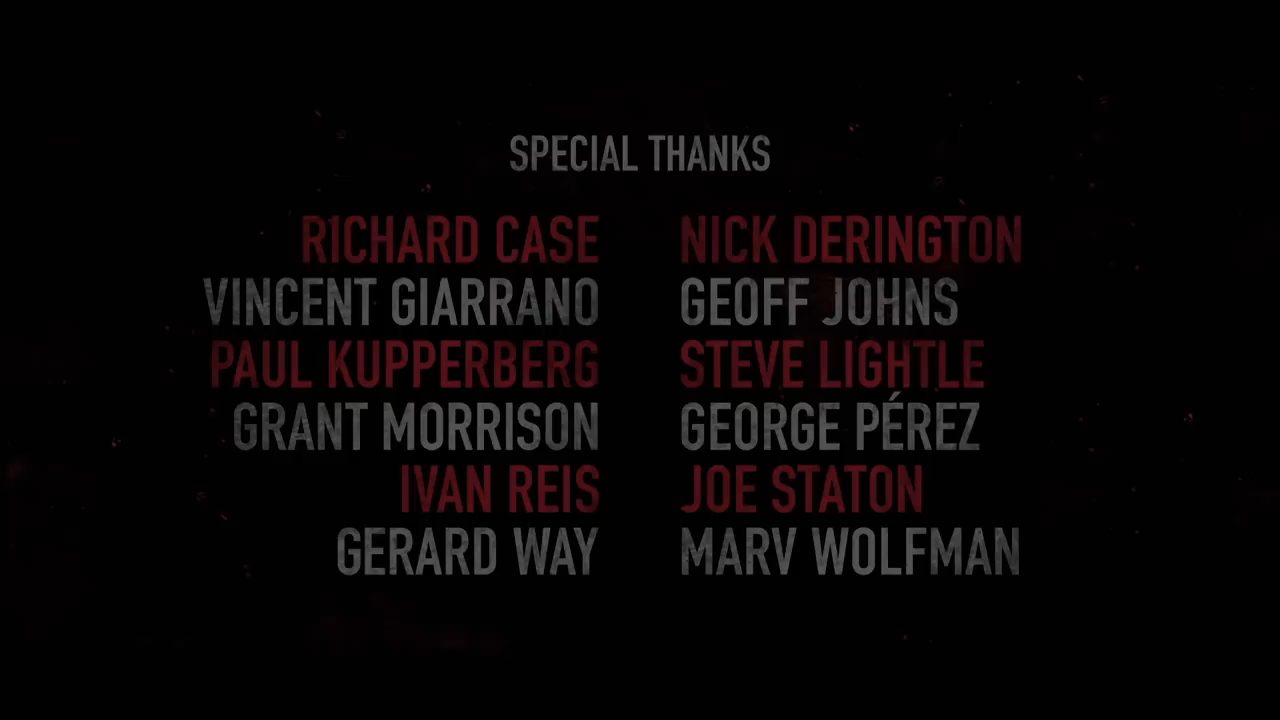 SPECIAL THANKS
RICHARD CASE NICK DERINGTON
VINCENT GIARRANO GEOFF JOHNS
PAUL KUPPERBERG STEVE LIGHTLE
GRANT MORRISON GEORGE PÉREZ
IVAN REIS JOE STATON
GERARD WAY MARV WOLFMAN